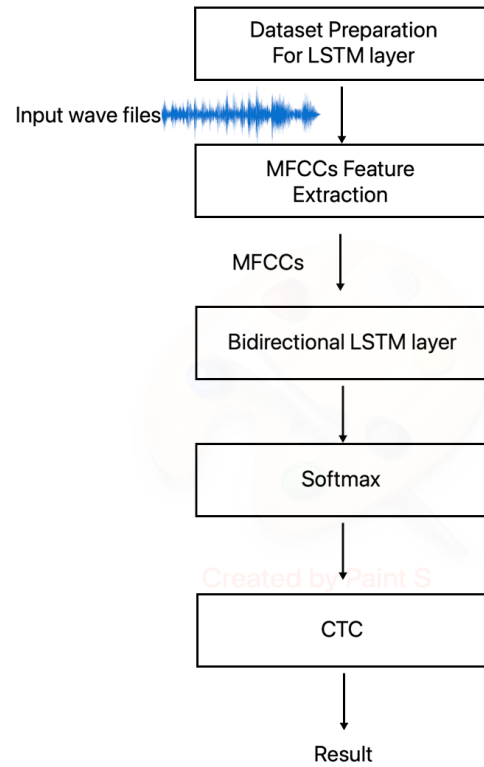 Dataset Preparation
For LSTM layer
Input wave files
MFCCs Feature
Extraction
MFCCs
Bidirectional LSTM layer
Softmax
Created by Paint S
CTC
Result